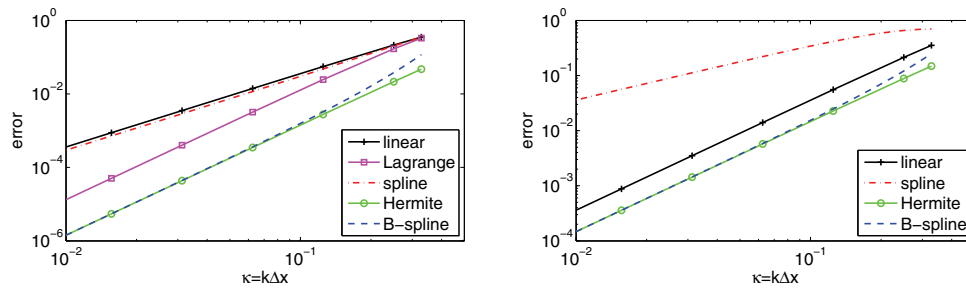 10^0
10^-2
10^-4
10^-6
error
10^-2
10^-1
κ=kΔx
linear
Lagrange
spline
Hermite
B-spline
10^0
10^-1
10^-2
10^-3
10^-4
error
10^-2
10^-1
κ=kΔx
linear
spline
Hermite
B-spline